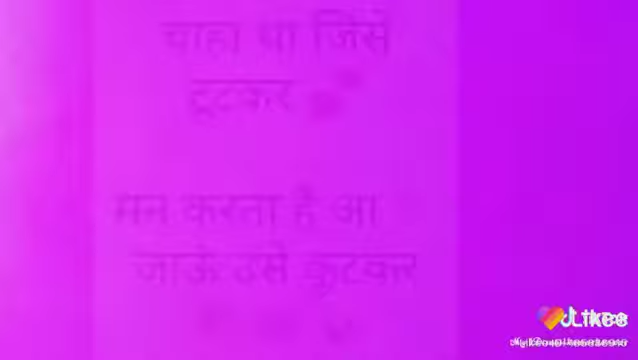 चाहा था जिसे
टूटकर
मन करता है आ
जाऊं उसे कूटकर
Likee